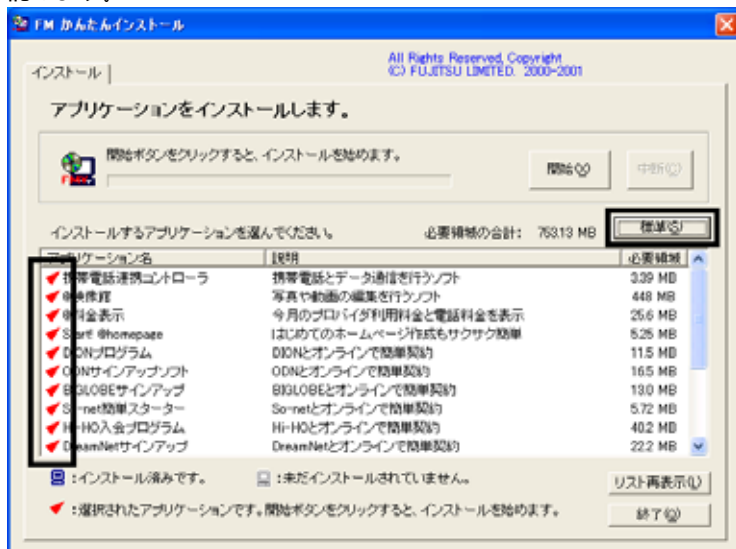 FM かんたんインストール
All Rights Reserved, Copyright
(C) FUJITSU LIMITED. 2000-2001
インストール
アプリケーションをインストールします。
開始ボタンをクリックすると、インストールを始めます。
開始(X)
中断(C)
インストールするアプリケーションを選んでください。 必要領域の合計: 753.13 MB 標準(S)
アプリケーション名 説明 必要領域
携帯電話連携コントローラ 携帯電話とデータ通信を行うソフト 3.39 MB
@映像館 写真や動画の編集を行うソフト 448 MB
@料金表示 今月のプロバイダ利用料金と電話料金を表示 25.6 MB
Start! @homepage はじめてのホームページ作成もサクサク簡単 5.25 MB
DIONプログラム DIONとオンラインで簡単契約 11.5 MB
ODNサインアップソフト ODNとオンラインで簡単契約 16.5 MB
BIGLOBEサインアップ BIGLOBEとオンラインで簡単契約 13.0 MB
So-net簡単スターター So-netとオンラインで簡単契約 5.72 MB
Hi-HO入会プログラム Hi-HOとオンラインで簡単契約 40.2 MB
DreamNetサインアップ DreamNetとオンラインで簡単契約 22.2 MB
:インストール済みです。 :未だインストールされていません。
リスト再表示(L)
:選択されたアプリケーションです。開始ボタンをクリックすると、インストールを始めます。
終了(Q)